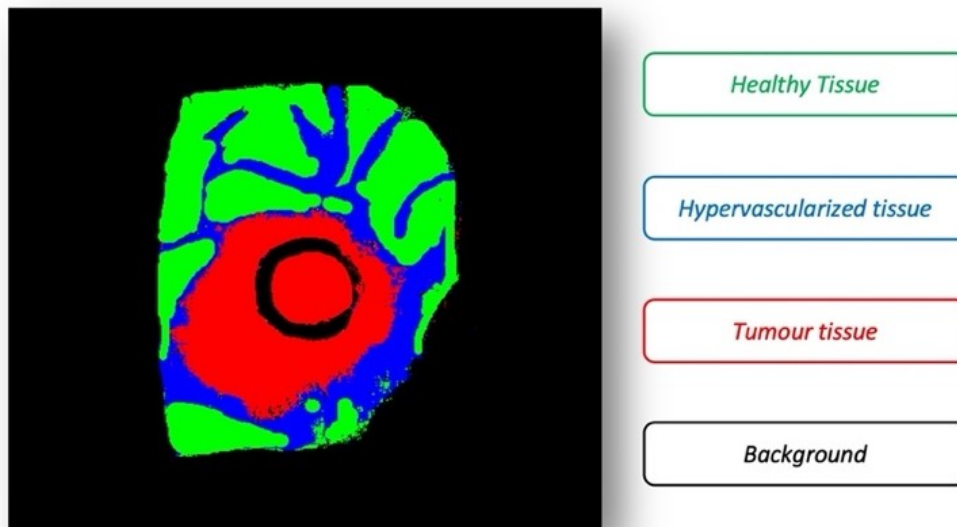 Healthy Tissue
Hypervascularized tissue
Tumour tissue
Background